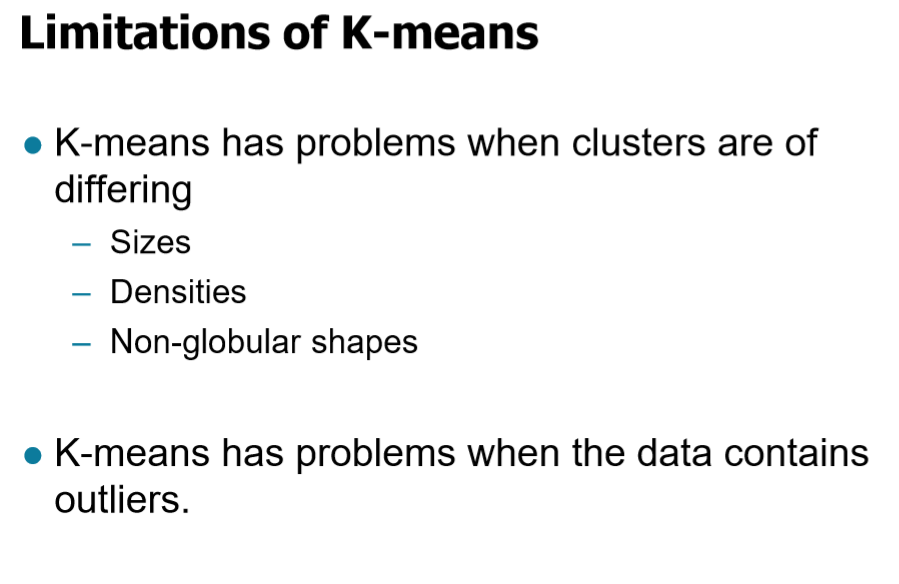 Limitations of K-means
● K-means has problems when clusters are of
differing
– Sizes
– Densities
– Non-globular shapes
● K-means has problems when the data contains
outliers.